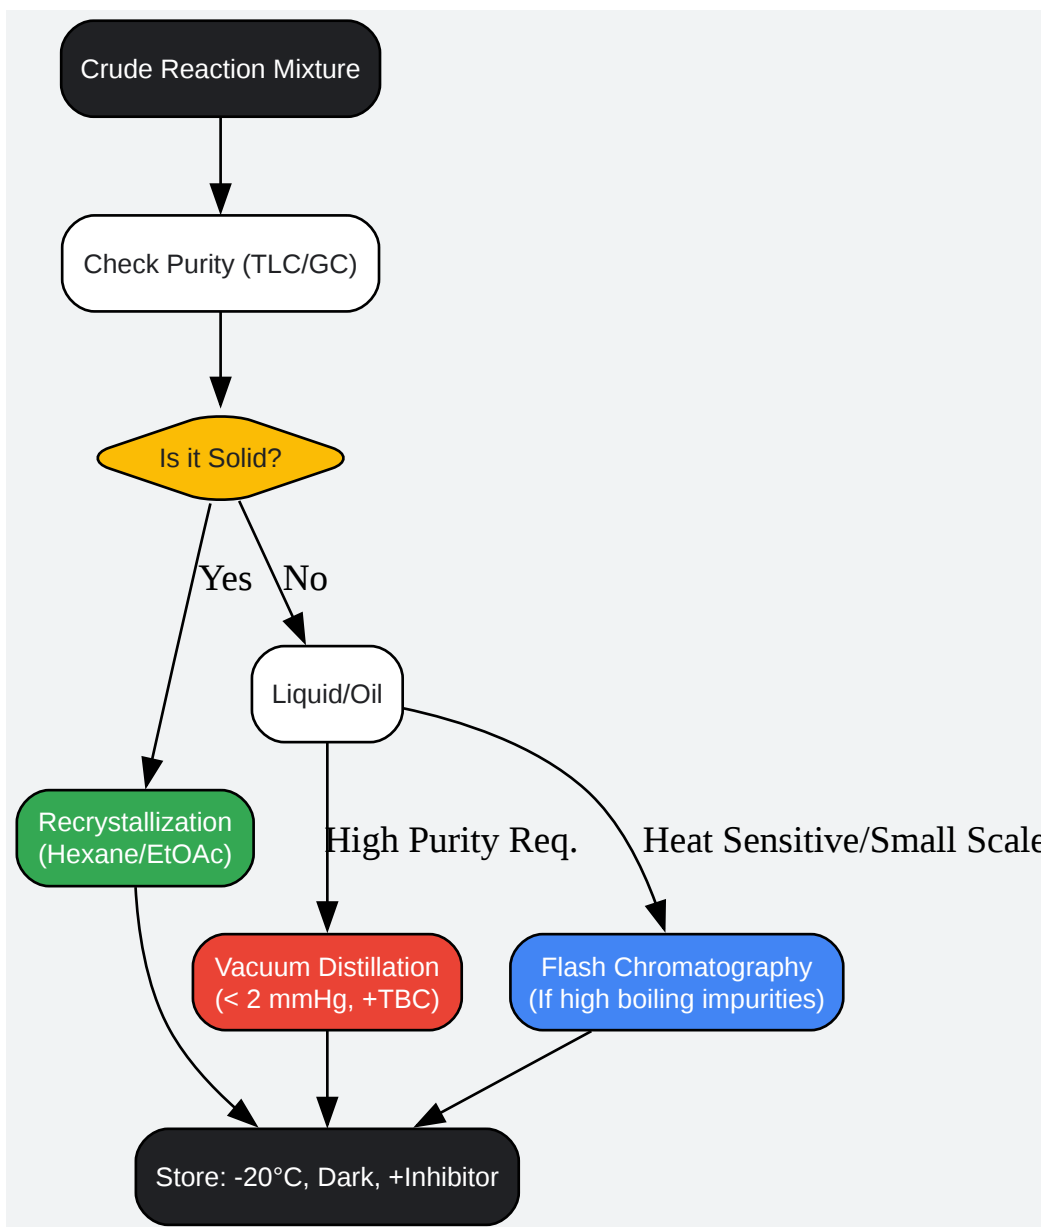 Crude Reaction Mixture
Check Purity (TLC/GC)
Is it Solid?
Yes
No
Liquid/Oil
Recrystallization
(Hexane/EtOAc)
High Purity Req.
Heat Sensitive/Small Scale
Vacuum Distillation
(< 2 mmHg, +TBC)
Flash Chromatography
(If high boiling impurities)
Store: -20°C, Dark, +Inhibitor